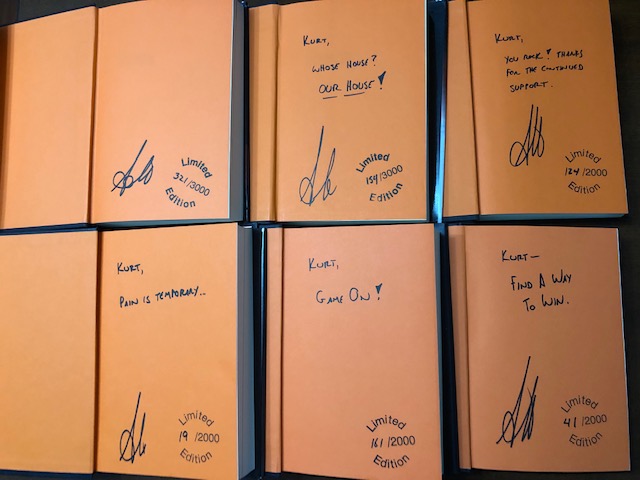 Limited
321/3000
Edition
KURT,
WHOSE HOUSE?
OUR HOUSE!
Limited
154/3000
Edition
KURT,
YOU ROCK! THANKS
FOR THE CONTINUED
SUPPORT.
Limited
124/2000
Edition
KURT,
PAIN IS TEMPORARY..
Limited
19/2000
Edition
KURT,
GAME ON!
Limited
161/2000
Edition
KURT—
FIND A WAY
TO WIN.
Limited
41/2000
Edition